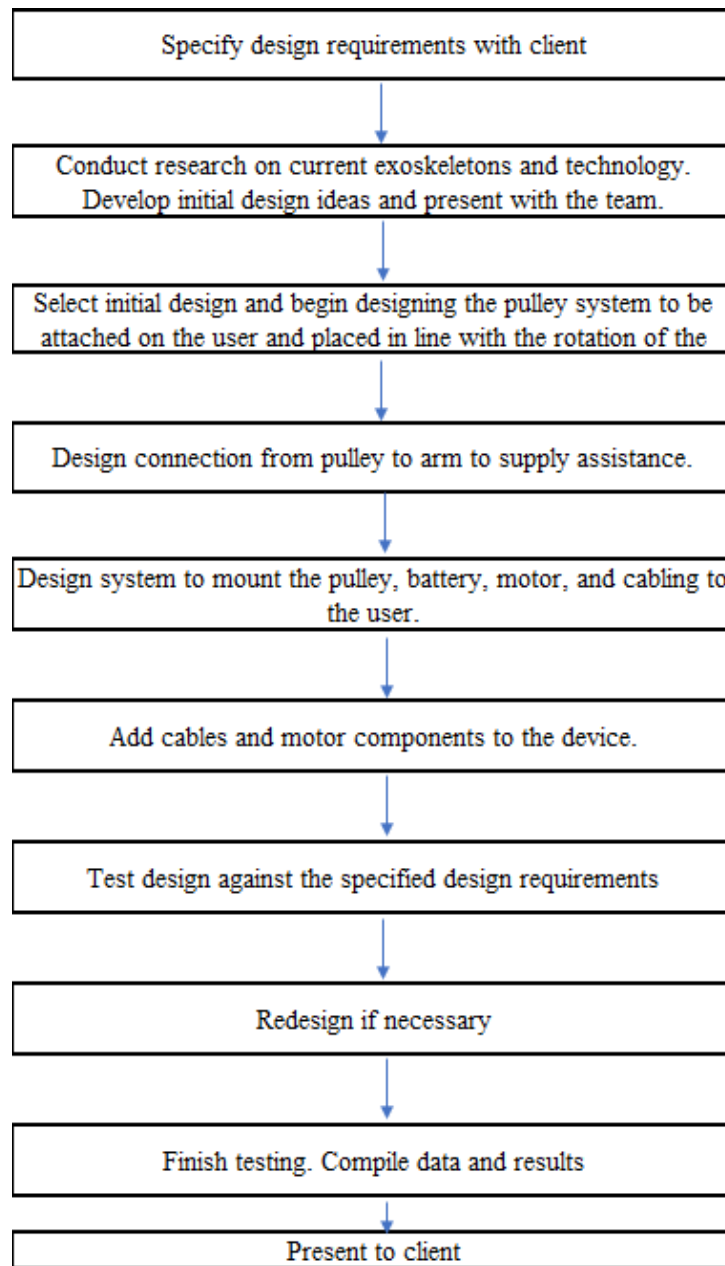 Specify design requirements with client
Conduct research on current exoskeletons and technology.
Develop initial design ideas and present with the team.
Select initial design and begin designing the pulley system to be
attached on the user and placed in line with the rotation of the
Design connection from pulley to arm to supply assistance.
Design system to mount the pulley, battery, motor, and cabling to
the user.
Add cables and motor components to the device.
Test design against the specified design requirements
Redesign if necessary
Finish testing. Compile data and results
Present to client